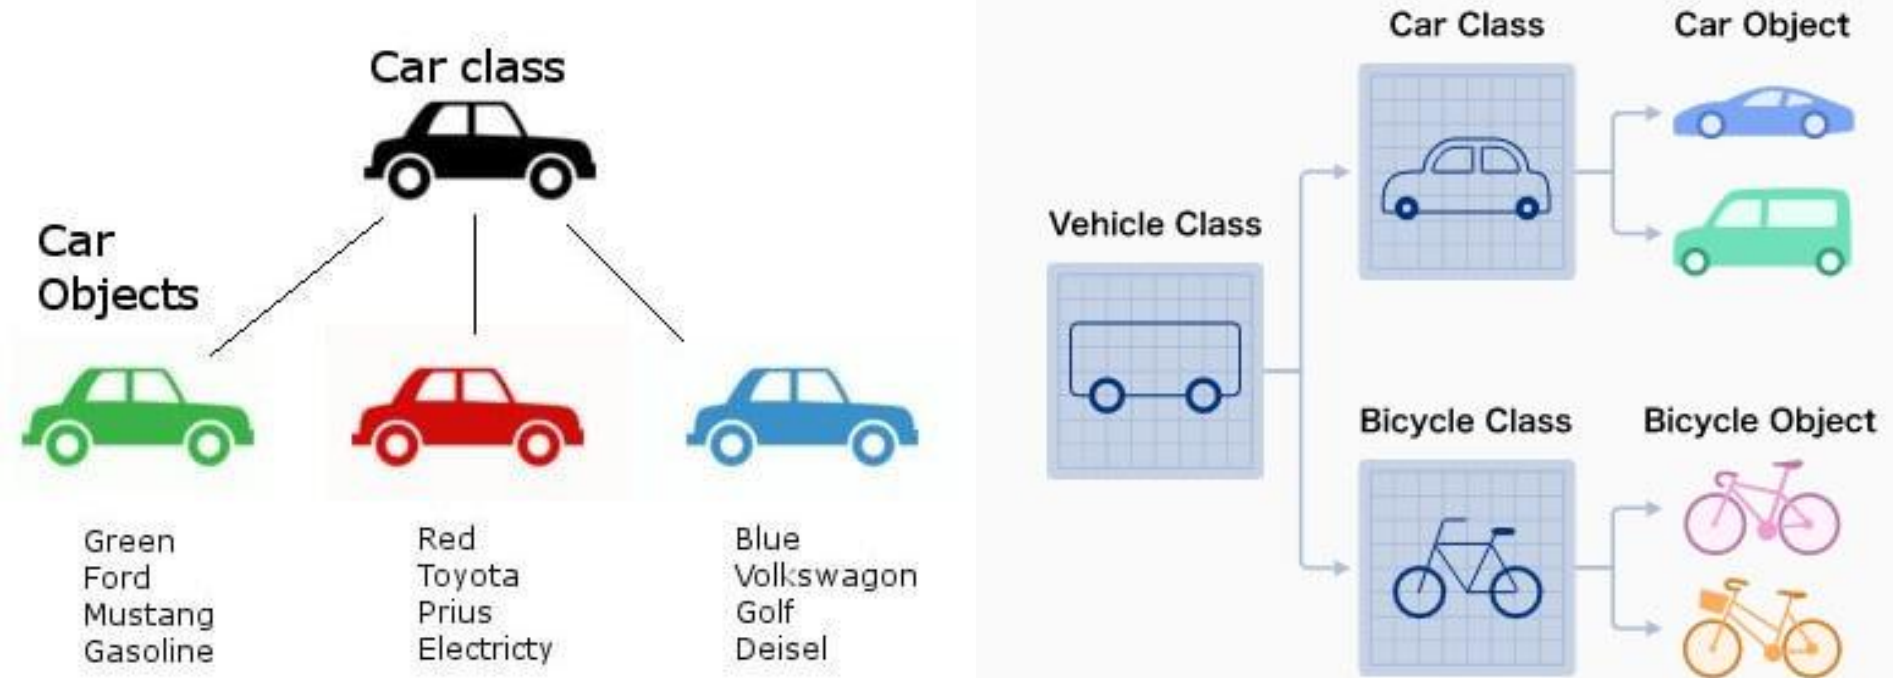 Car class
Car
Objects
Green
Ford
Mustang
Gasoline
Red
Toyota
Prius
Electricty
Blue
Volkswagon
Golf
Deisel
Vehicle Class
Car Class
Car Object
Bicycle Class
Bicycle Object